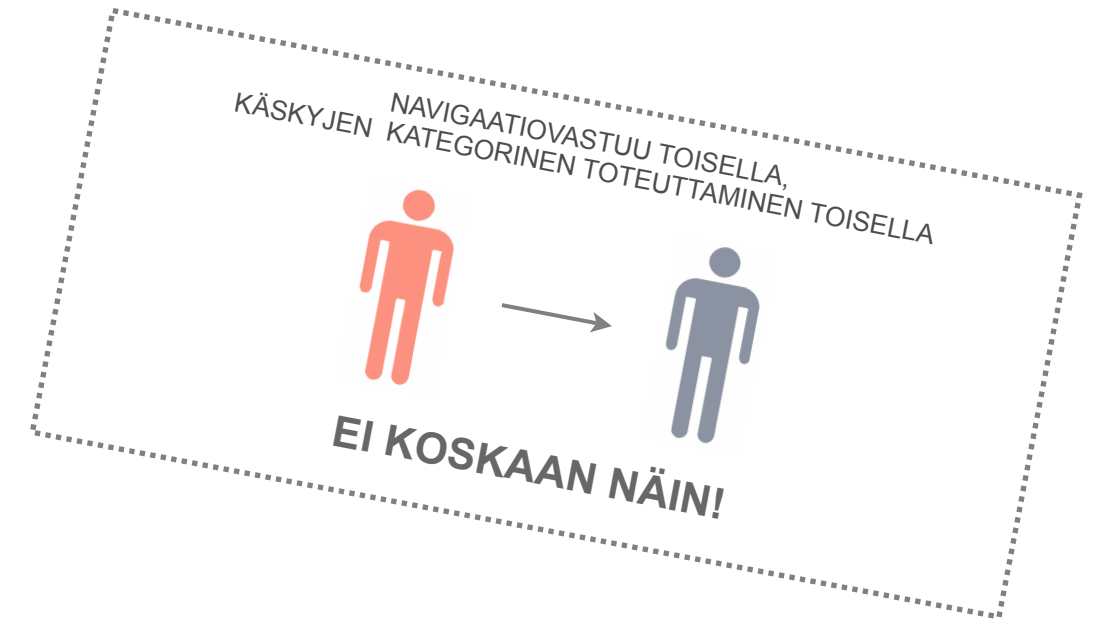 NAVIGAATIOVASTUU TOISELLA,
KÄSKYJEN KATEGORINEN TOTEUTTAMINEN TOISELLA
EI KOSKAAN NÄIN!